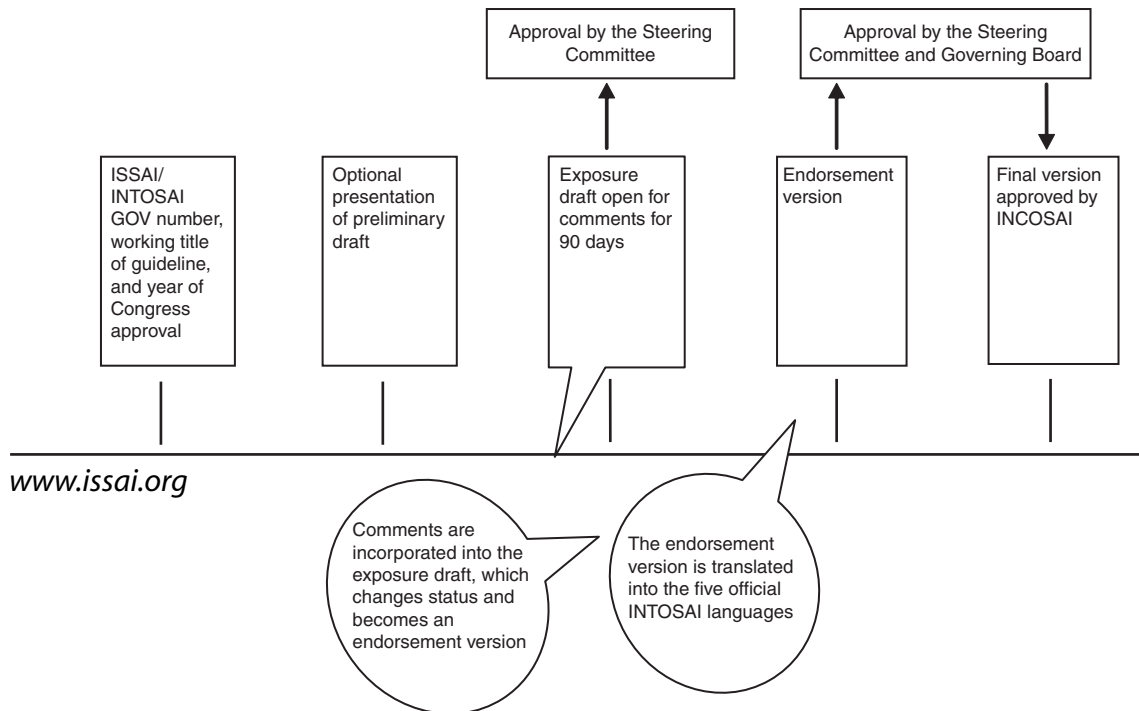 Approval by the Steering
Committee
Approval by the Steering
Committee and Governing Board
ISSAI/
INTOSAI
GOV number,
working title
of guideline,
and year of
Congress
approval
Optional
presentation
of preliminary
draft
Exposure
draft open for
comments for
90 days
Endorsement
version
Final version
approved by
INCOSAI
www.issai.org
Comments are
incorporated into the
exposure draft, which
changes status and
becomes an
endorsement version
The endorsement
version is translated
into the five official
INTOSAI languages